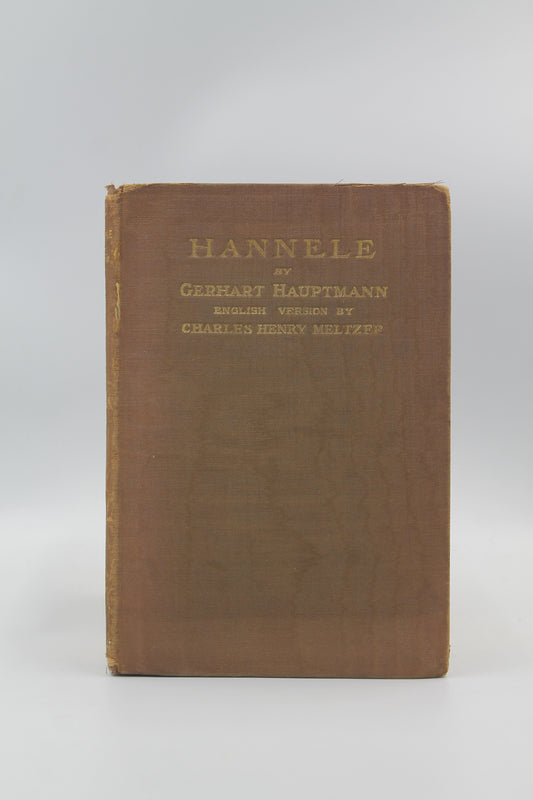 HANNELE
BY
GERHART HAUPTMANN
ENGLISH VERSION BY
CHARLES HENRY MELTZER